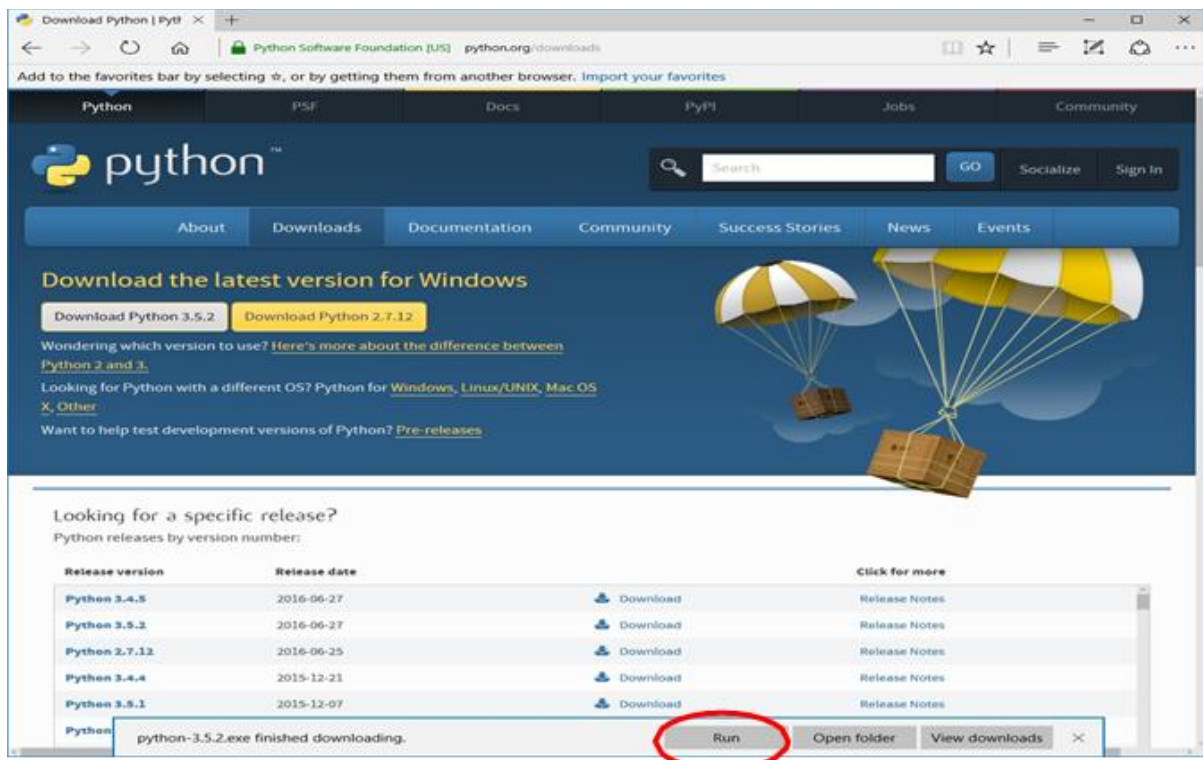 Download Python | Pyth
Python Software Foundation [US] python.org/downloads
Add to the favorites bar by selecting ☆, or by getting them from another browser. Import your favorites
Python PSF Docs PyPI Jobs Community
python™
Search GO Socialize Sign In
About Downloads Documentation Community Success Stories News Events
Download the latest version for Windows
Download Python 3.5.2 Download Python 2.7.12
Wondering which version to use? Here's more about the difference between
Python 2 and 3.
Looking for Python with a different OS? Python for Windows, Linux/UNIX, Mac OS
X, Other
Want to help test development versions of Python? Pre-releases
Looking for a specific release?
Python releases by version number:
Release version Release date Click for more
Python 3.4.5 2016-06-27 Download Release Notes
Python 3.5.2 2016-06-27 Download Release Notes
Python 2.7.12 2016-06-25 Download Release Notes
Python 3.4.4 2015-12-21 Download Release Notes
Python 3.5.1 2015-12-07 Download Release Notes
Python
python-3.5.2.exe finished downloading. Run Open folder View downloads